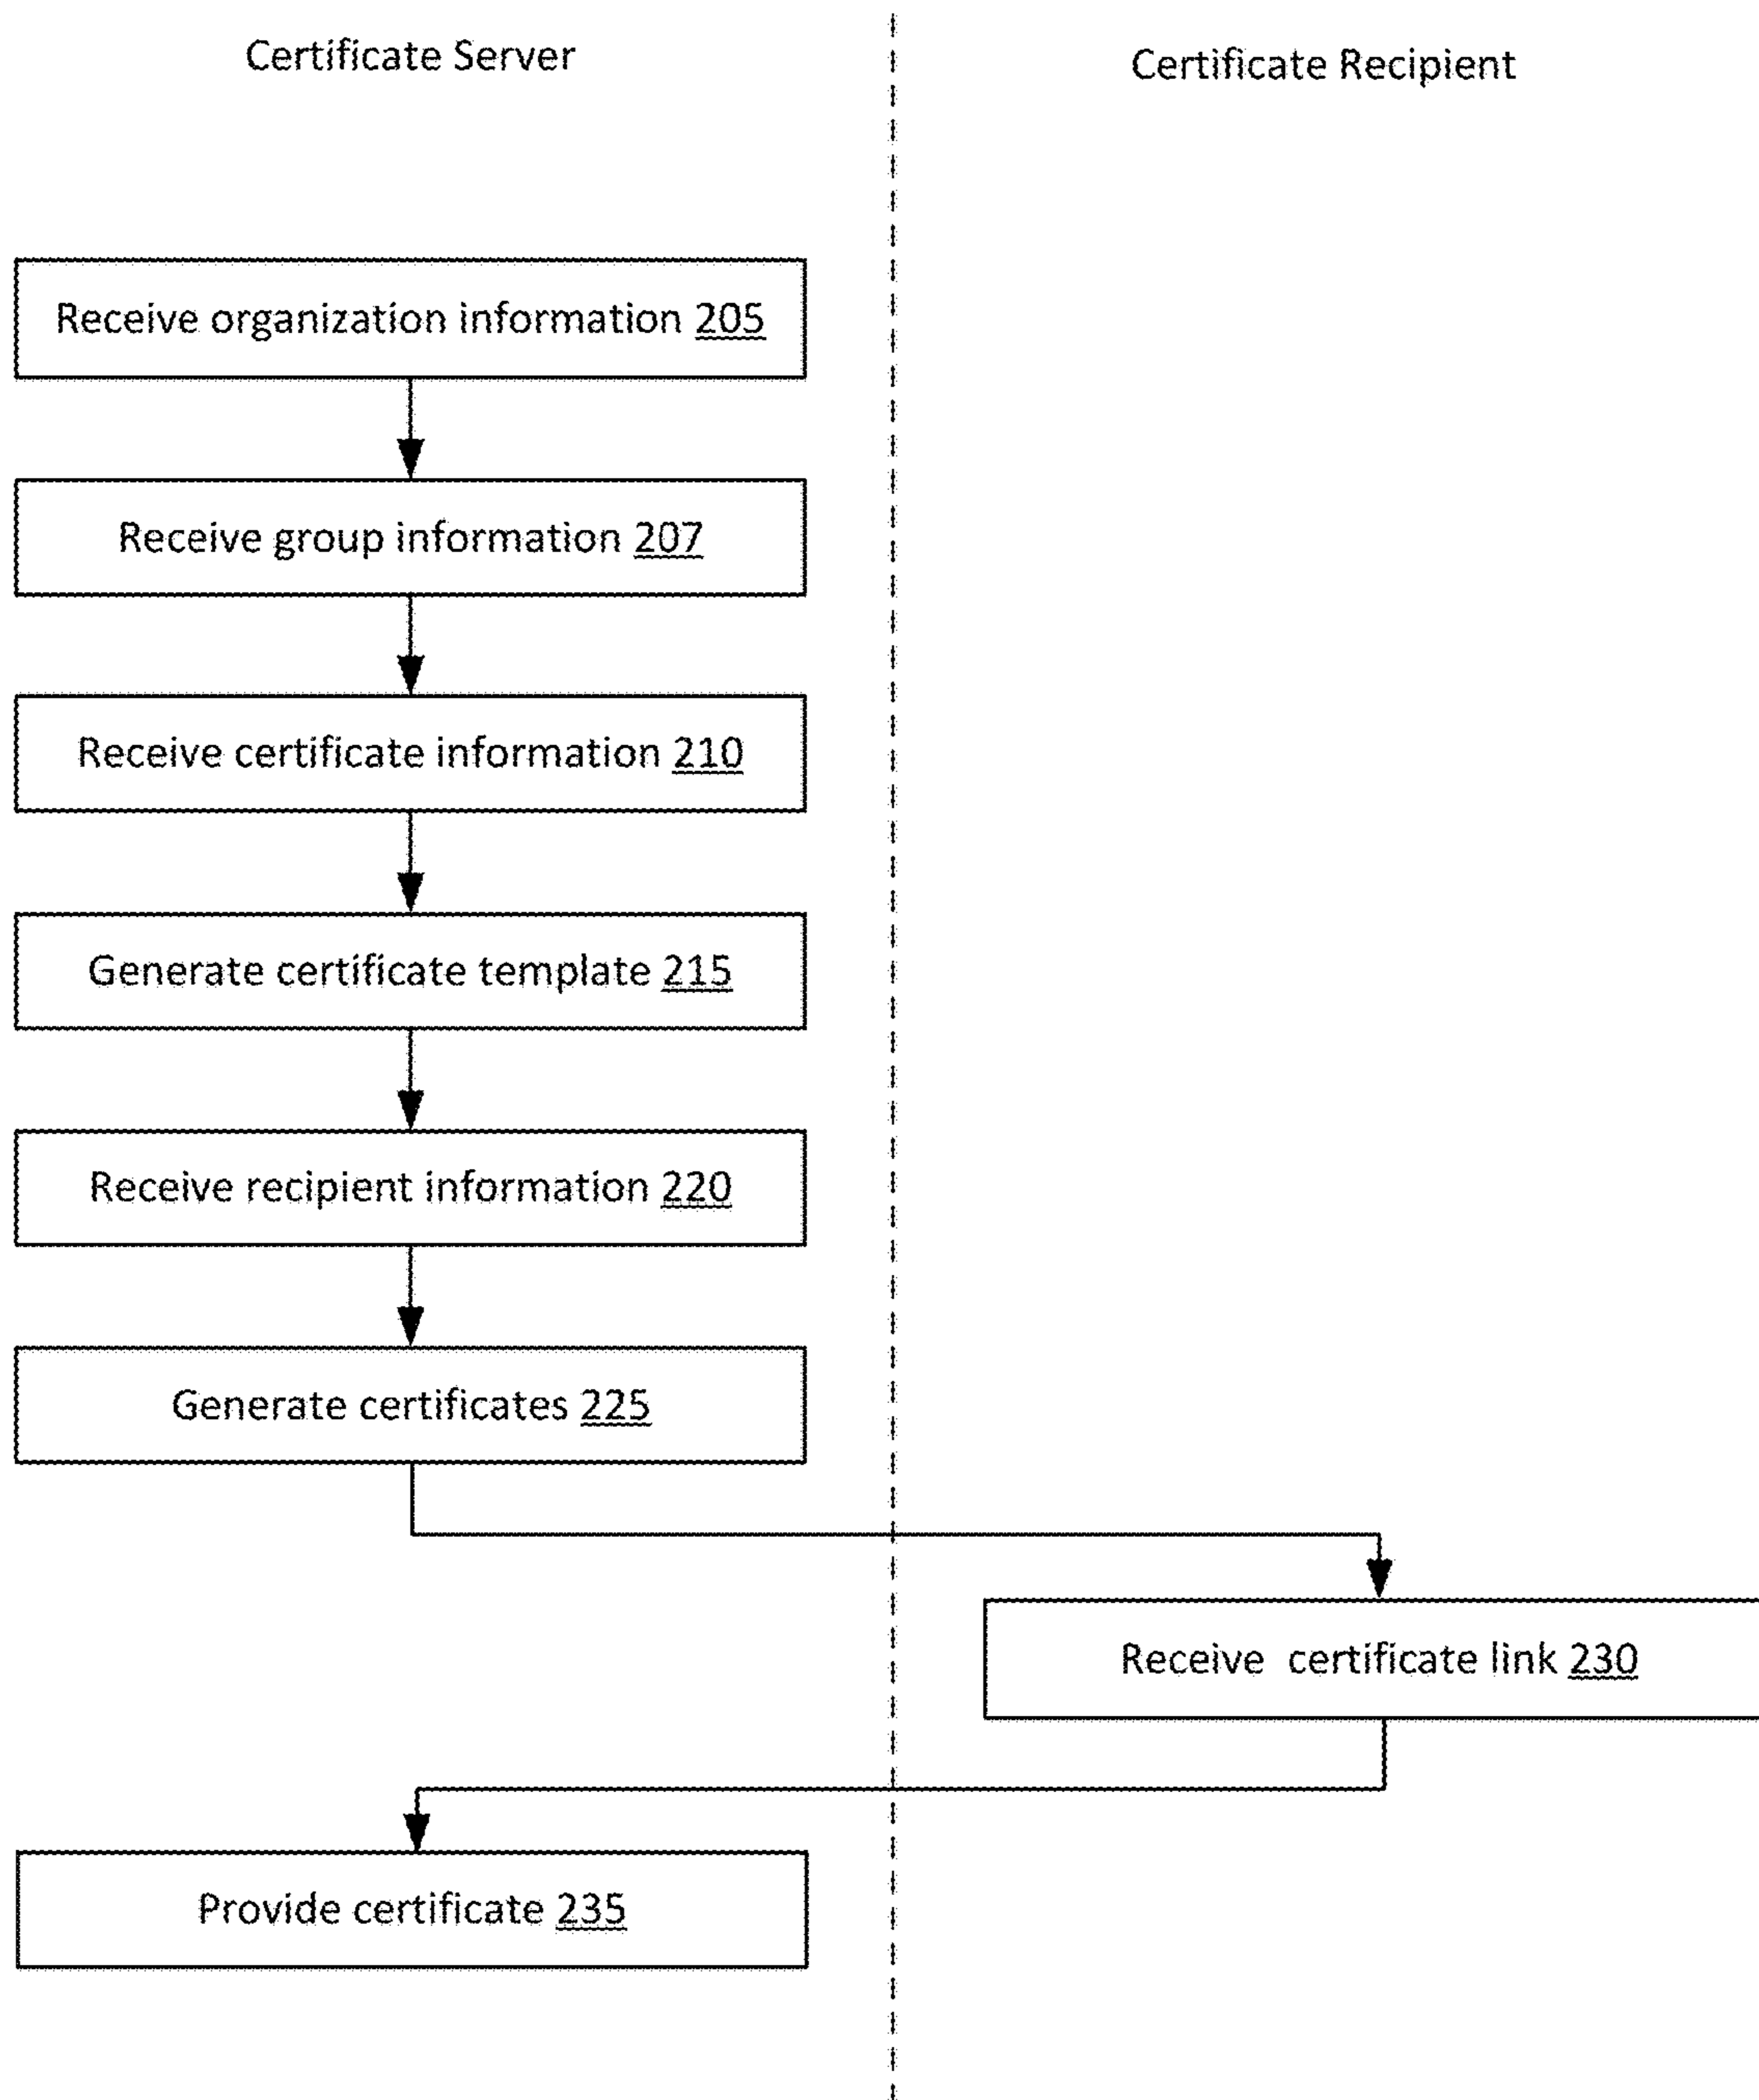 Certificate Server
Certificate Recipient
Receive organization information 205
Receive group information 207
Receive certificate information 210
Generate certificate template 215
Receive recipient information 220
Generate certificates 225
Receive certificate link 230
Provide certificate 235